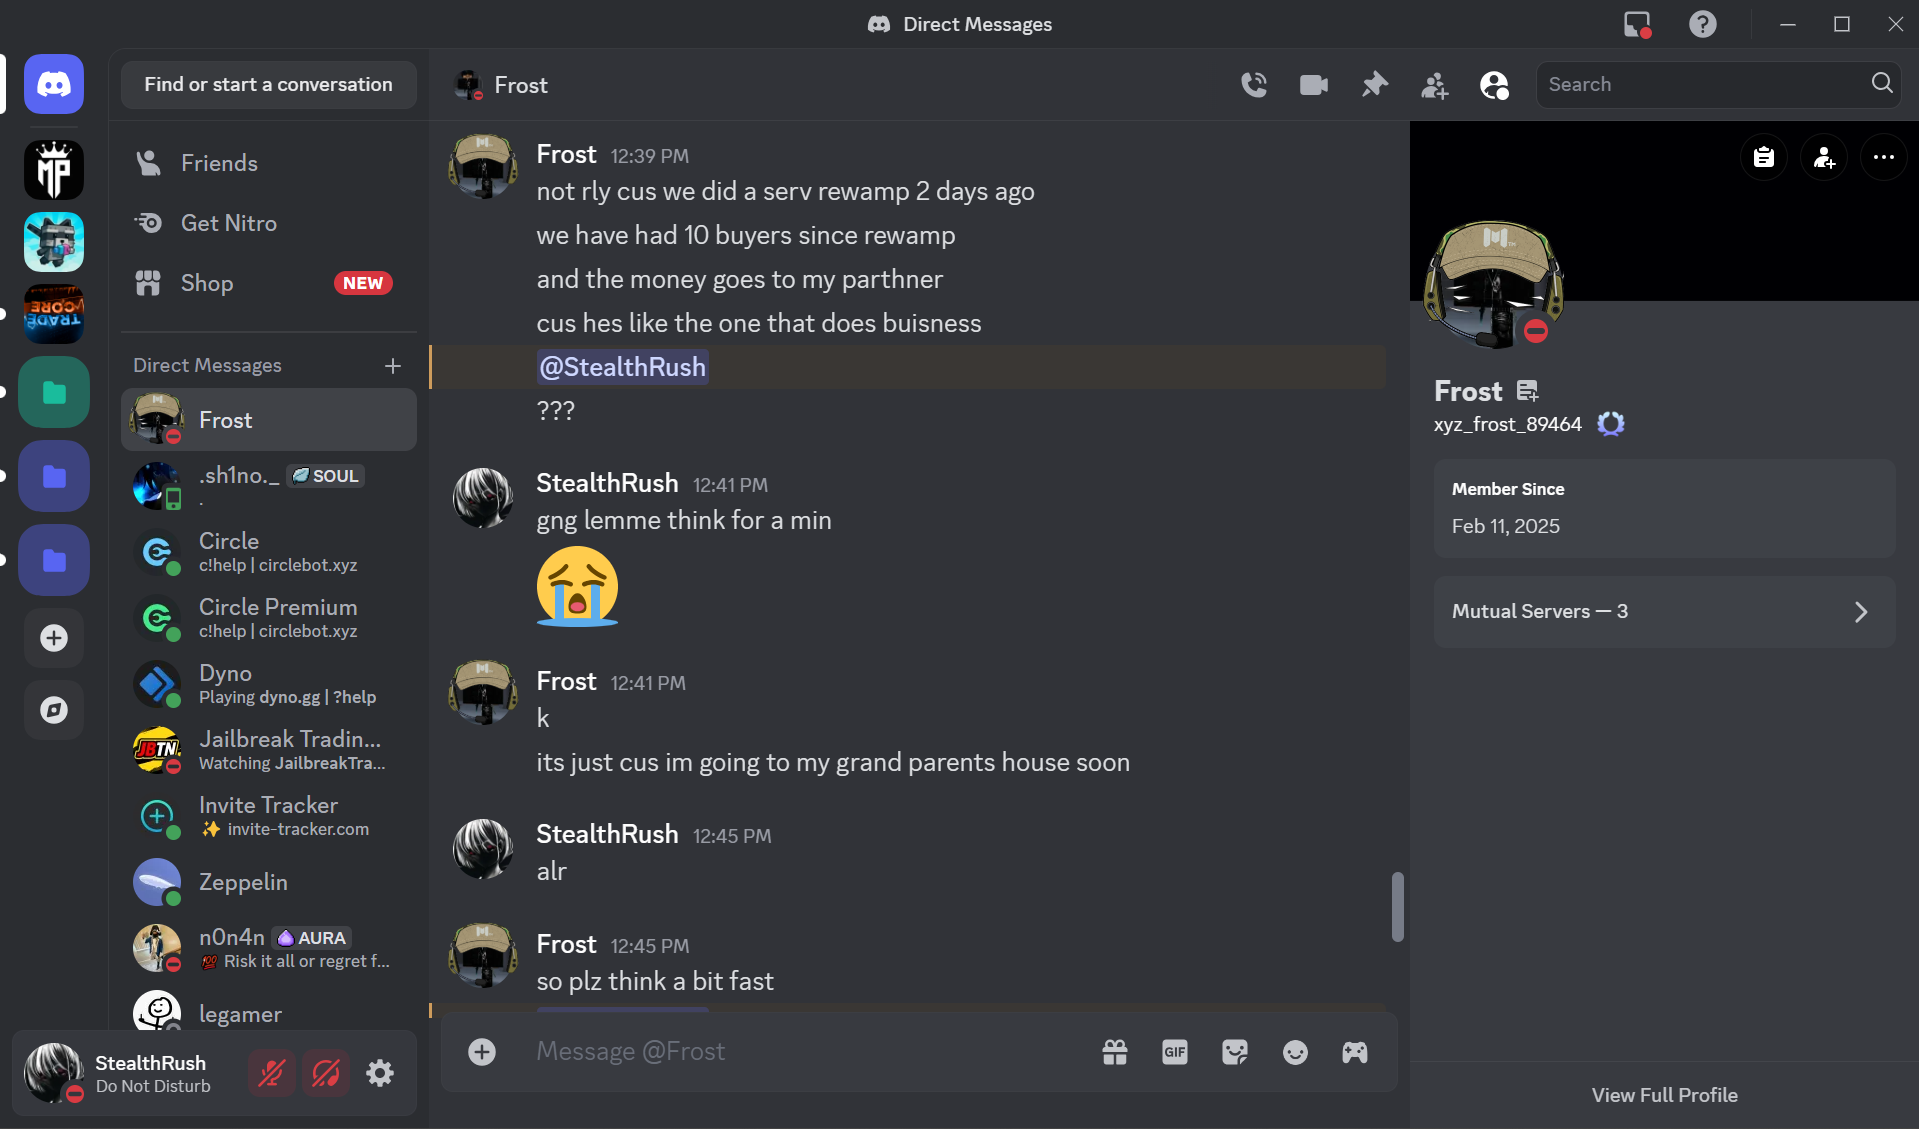 Direct Messages
Find or start a conversation
Friends
Get Nitro
Shop
NEW
Direct Messages
Frost
.sh1no._ SOUL
.
Circle
c!help | circlebot.xyz
Circle Premium
c!help | circlebot.xyz
Dyno
Playing dyno.gg | ?help
JBTN
Jailbreak Tradin...
Watching JailbreakTra...
Invite Tracker
✨ invite-tracker.com
Zeppelin
n0n4n AURA
💯 Risk it all or regret f...
legamer
StealthRush
Do Not Disturb
MP
TRADE
CORE
Frost
Search
Frost 12:39 PM
not rly cus we did a serv rewamp 2 days ago
we have had 10 buyers since rewamp
and the money goes to my parthner
cus hes like the one that does buisness
@StealthRush
???
StealthRush 12:41 PM
gng lemme think for a min
😭
Frost 12:41 PM
k
its just cus im going to my grand parents house soon
StealthRush 12:45 PM
alr
Frost 12:45 PM
so plz think a bit fast
Message @Frost
GIF
Frost
xyz_frost_89464
Member Since
Feb 11, 2025
Mutual Servers — 3
View Full Profile